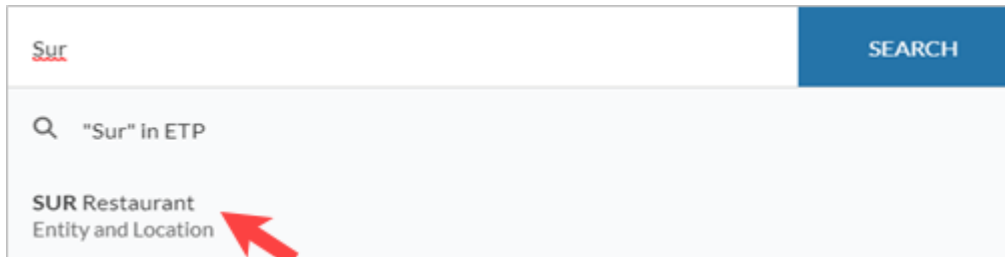 Sur
SEARCH
"Sur" in ETP
SUR Restaurant
Entity and Location